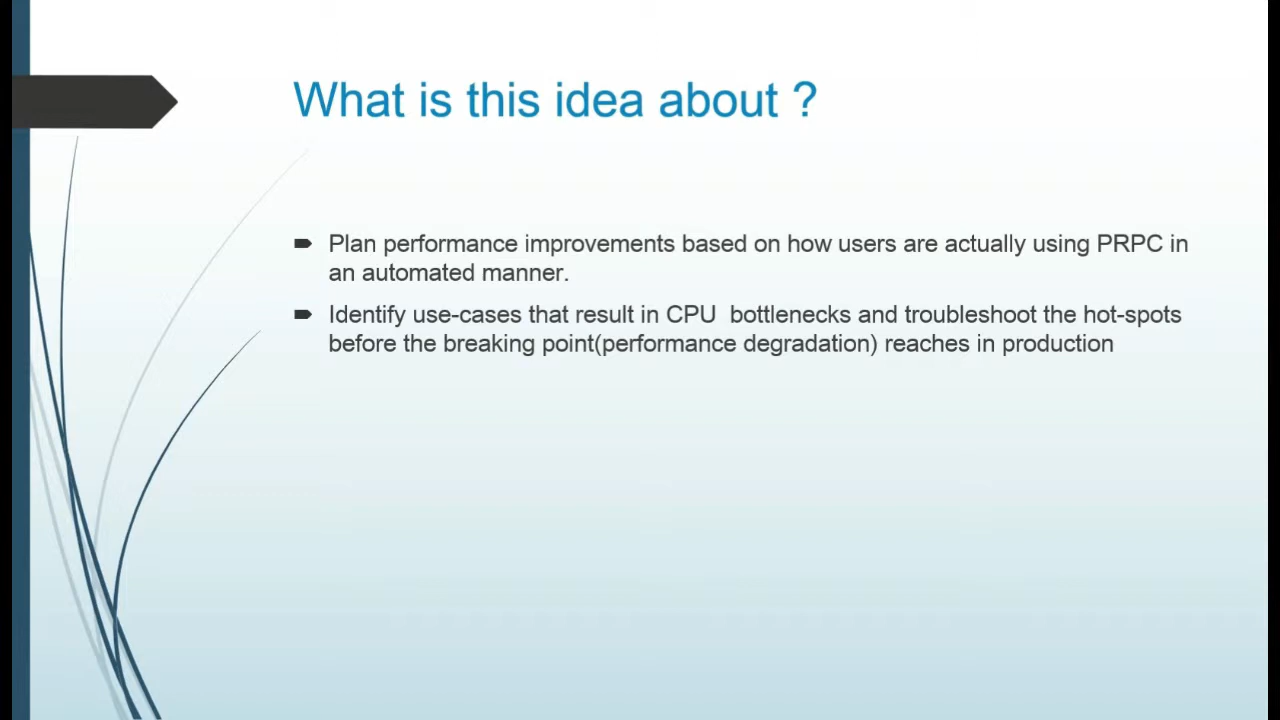 What is this idea about ?
Plan performance improvements based on how users are actually using PRPC in
an automated manner.
Identify use-cases that result in CPU  bottlenecks and troubleshoot the hot-spots
before the breaking point(performance degradation) reaches in production